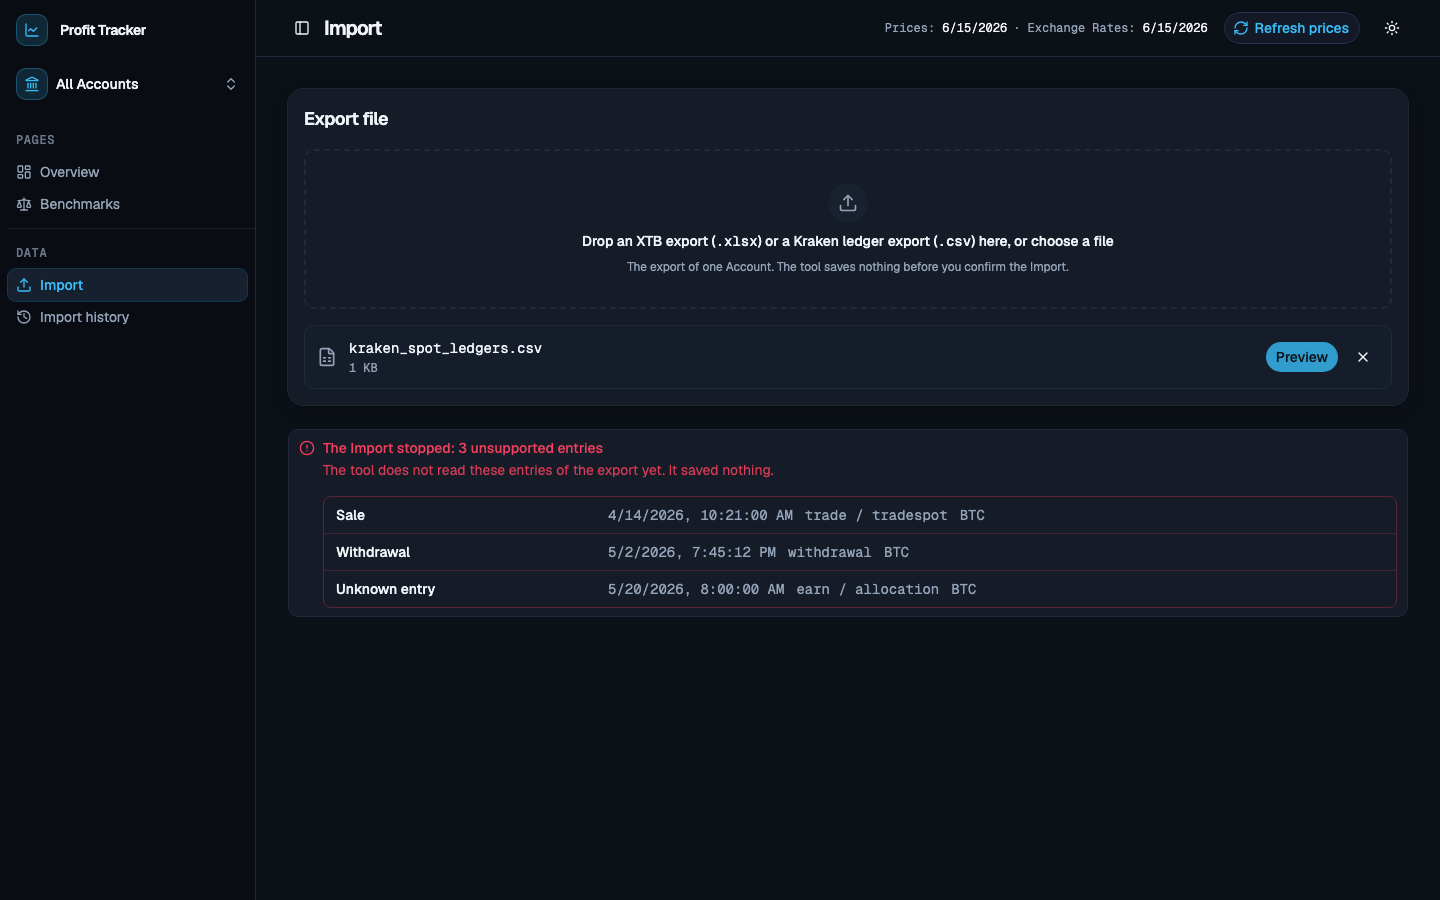 Profit Tracker
All Accounts
PAGES
Overview
Benchmarks
DATA
Import
Import history
Import
Prices: 6/15/2026 · Exchange Rates: 6/15/2026
Refresh prices
Export file
Drop an XTB export (.xlsx) or a Kraken ledger export (.csv) here, or choose a file
The export of one Account. The tool saves nothing before you confirm the Import.
kraken_spot_ledgers.csv
1 KB
Preview
The Import stopped: 3 unsupported entries
The tool does not read these entries of the export yet. It saved nothing.
Sale 4/14/2026, 10:21:00 AM trade / tradespot BTC
Withdrawal 5/2/2026, 7:45:12 PM withdrawal BTC
Unknown entry 5/20/2026, 8:00:00 AM earn / allocation BTC